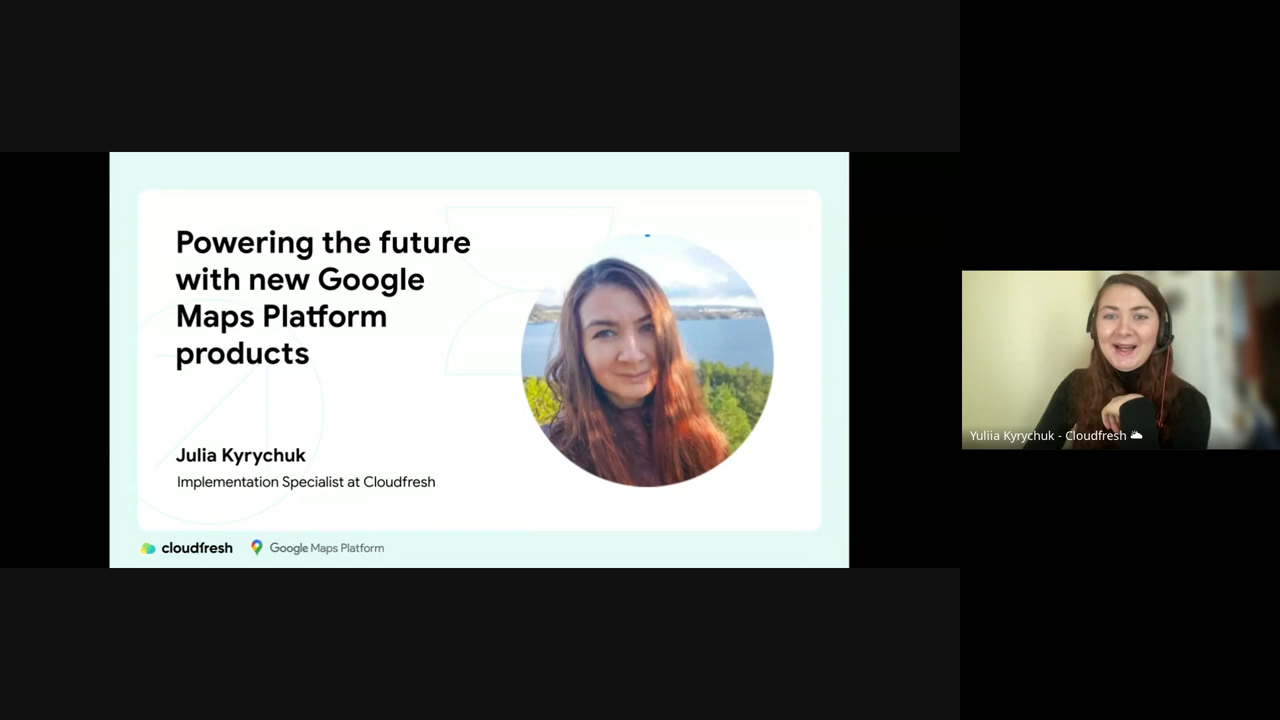 Powering the future
with new Google
Maps Platform
products
Julia Kyrychuk
Implementation Specialist at Cloudfresh
cloudfresh
Google Maps Platform
Yuliia Kyrychuk - Cloudfresh 🌥️